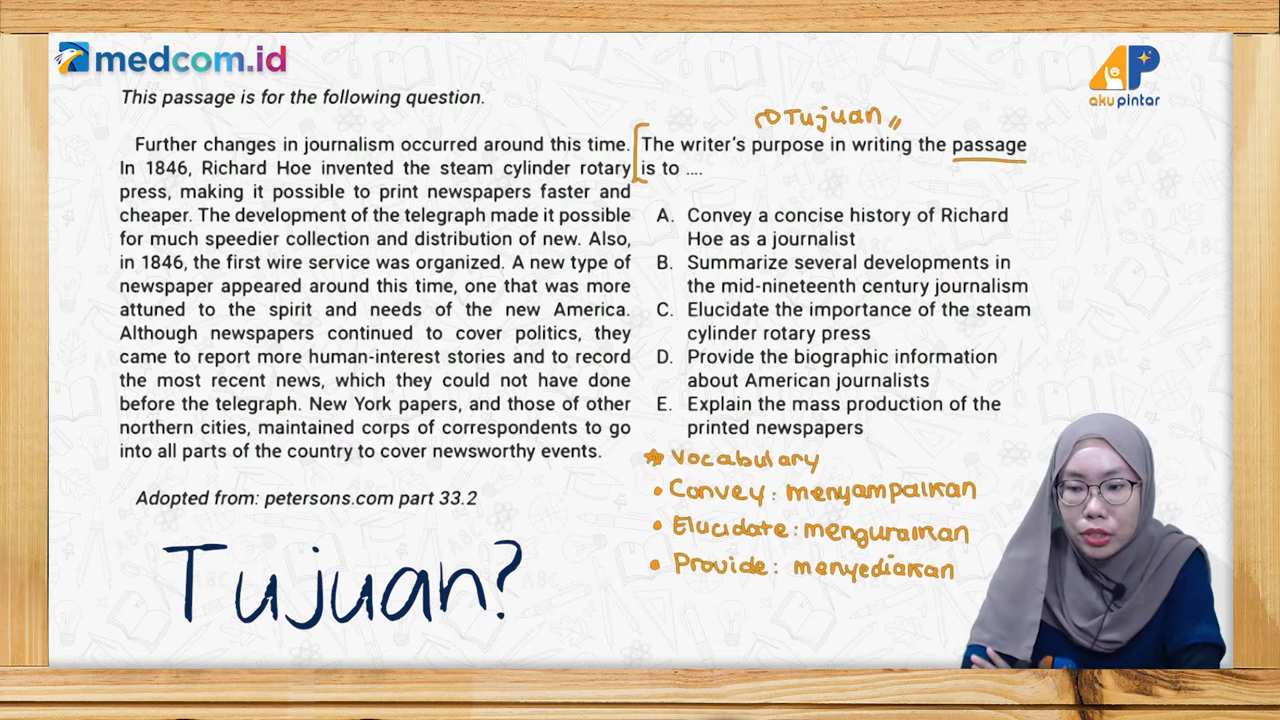 medcom.id
akupintar
This passage is for the following question.
Further changes in journalism occurred around this time.
In 1846, Richard Hoe invented the steam cylinder rotary
press, making it possible to print newspapers faster and
cheaper. The development of the telegraph made it possible
for much speedier collection and distribution of new. Also,
in 1846, the first wire service was organized. A new type of
newspaper appeared around this time, one that was more
attuned to the spirit and needs of the new America.
Although newspapers continued to cover politics, they
came to report more human-interest stories and to record
the most recent news, which they could not have done
before the telegraph. New York papers, and those of other
northern cities, maintained corps of correspondents to go
into all parts of the country to cover newsworthy events.
Adopted from: petersons.com part 33.2
Tujuan?
Tujuan
The writer's purpose in writing the passage
is to ....
A. Convey a concise history of Richard
Hoe as a journalist
B. Summarize several developments in
the mid-nineteenth century journalism
C. Elucidate the importance of the steam
cylinder rotary press
D. Provide the biographic information
about American journalists
E. Explain the mass production of the
printed newspapers
Vocabulary
• Convey: menyampaikan
• Elucidate: menguraikan
• Provide: menyediakan